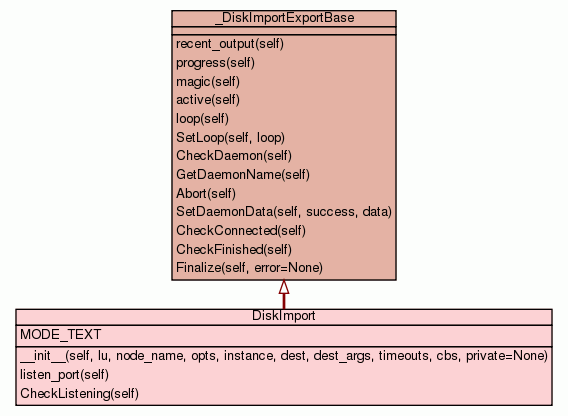 _DiskImportExportBase
recent_output(self)
progress(self)
magic(self)
active(self)
loop(self)
SetLoop(self, loop)
CheckDaemon(self)
GetDaemonName(self)
Abort(self)
SetDaemonData(self, success, data)
CheckConnected(self)
CheckFinished(self)
Finalize(self, error=None)
DiskImport
MODE_TEXT
__init__(self, lu, node_name, opts, instance, dest, dest_args, timeouts, cbs, private=None)
listen_port(self)
CheckListening(self)